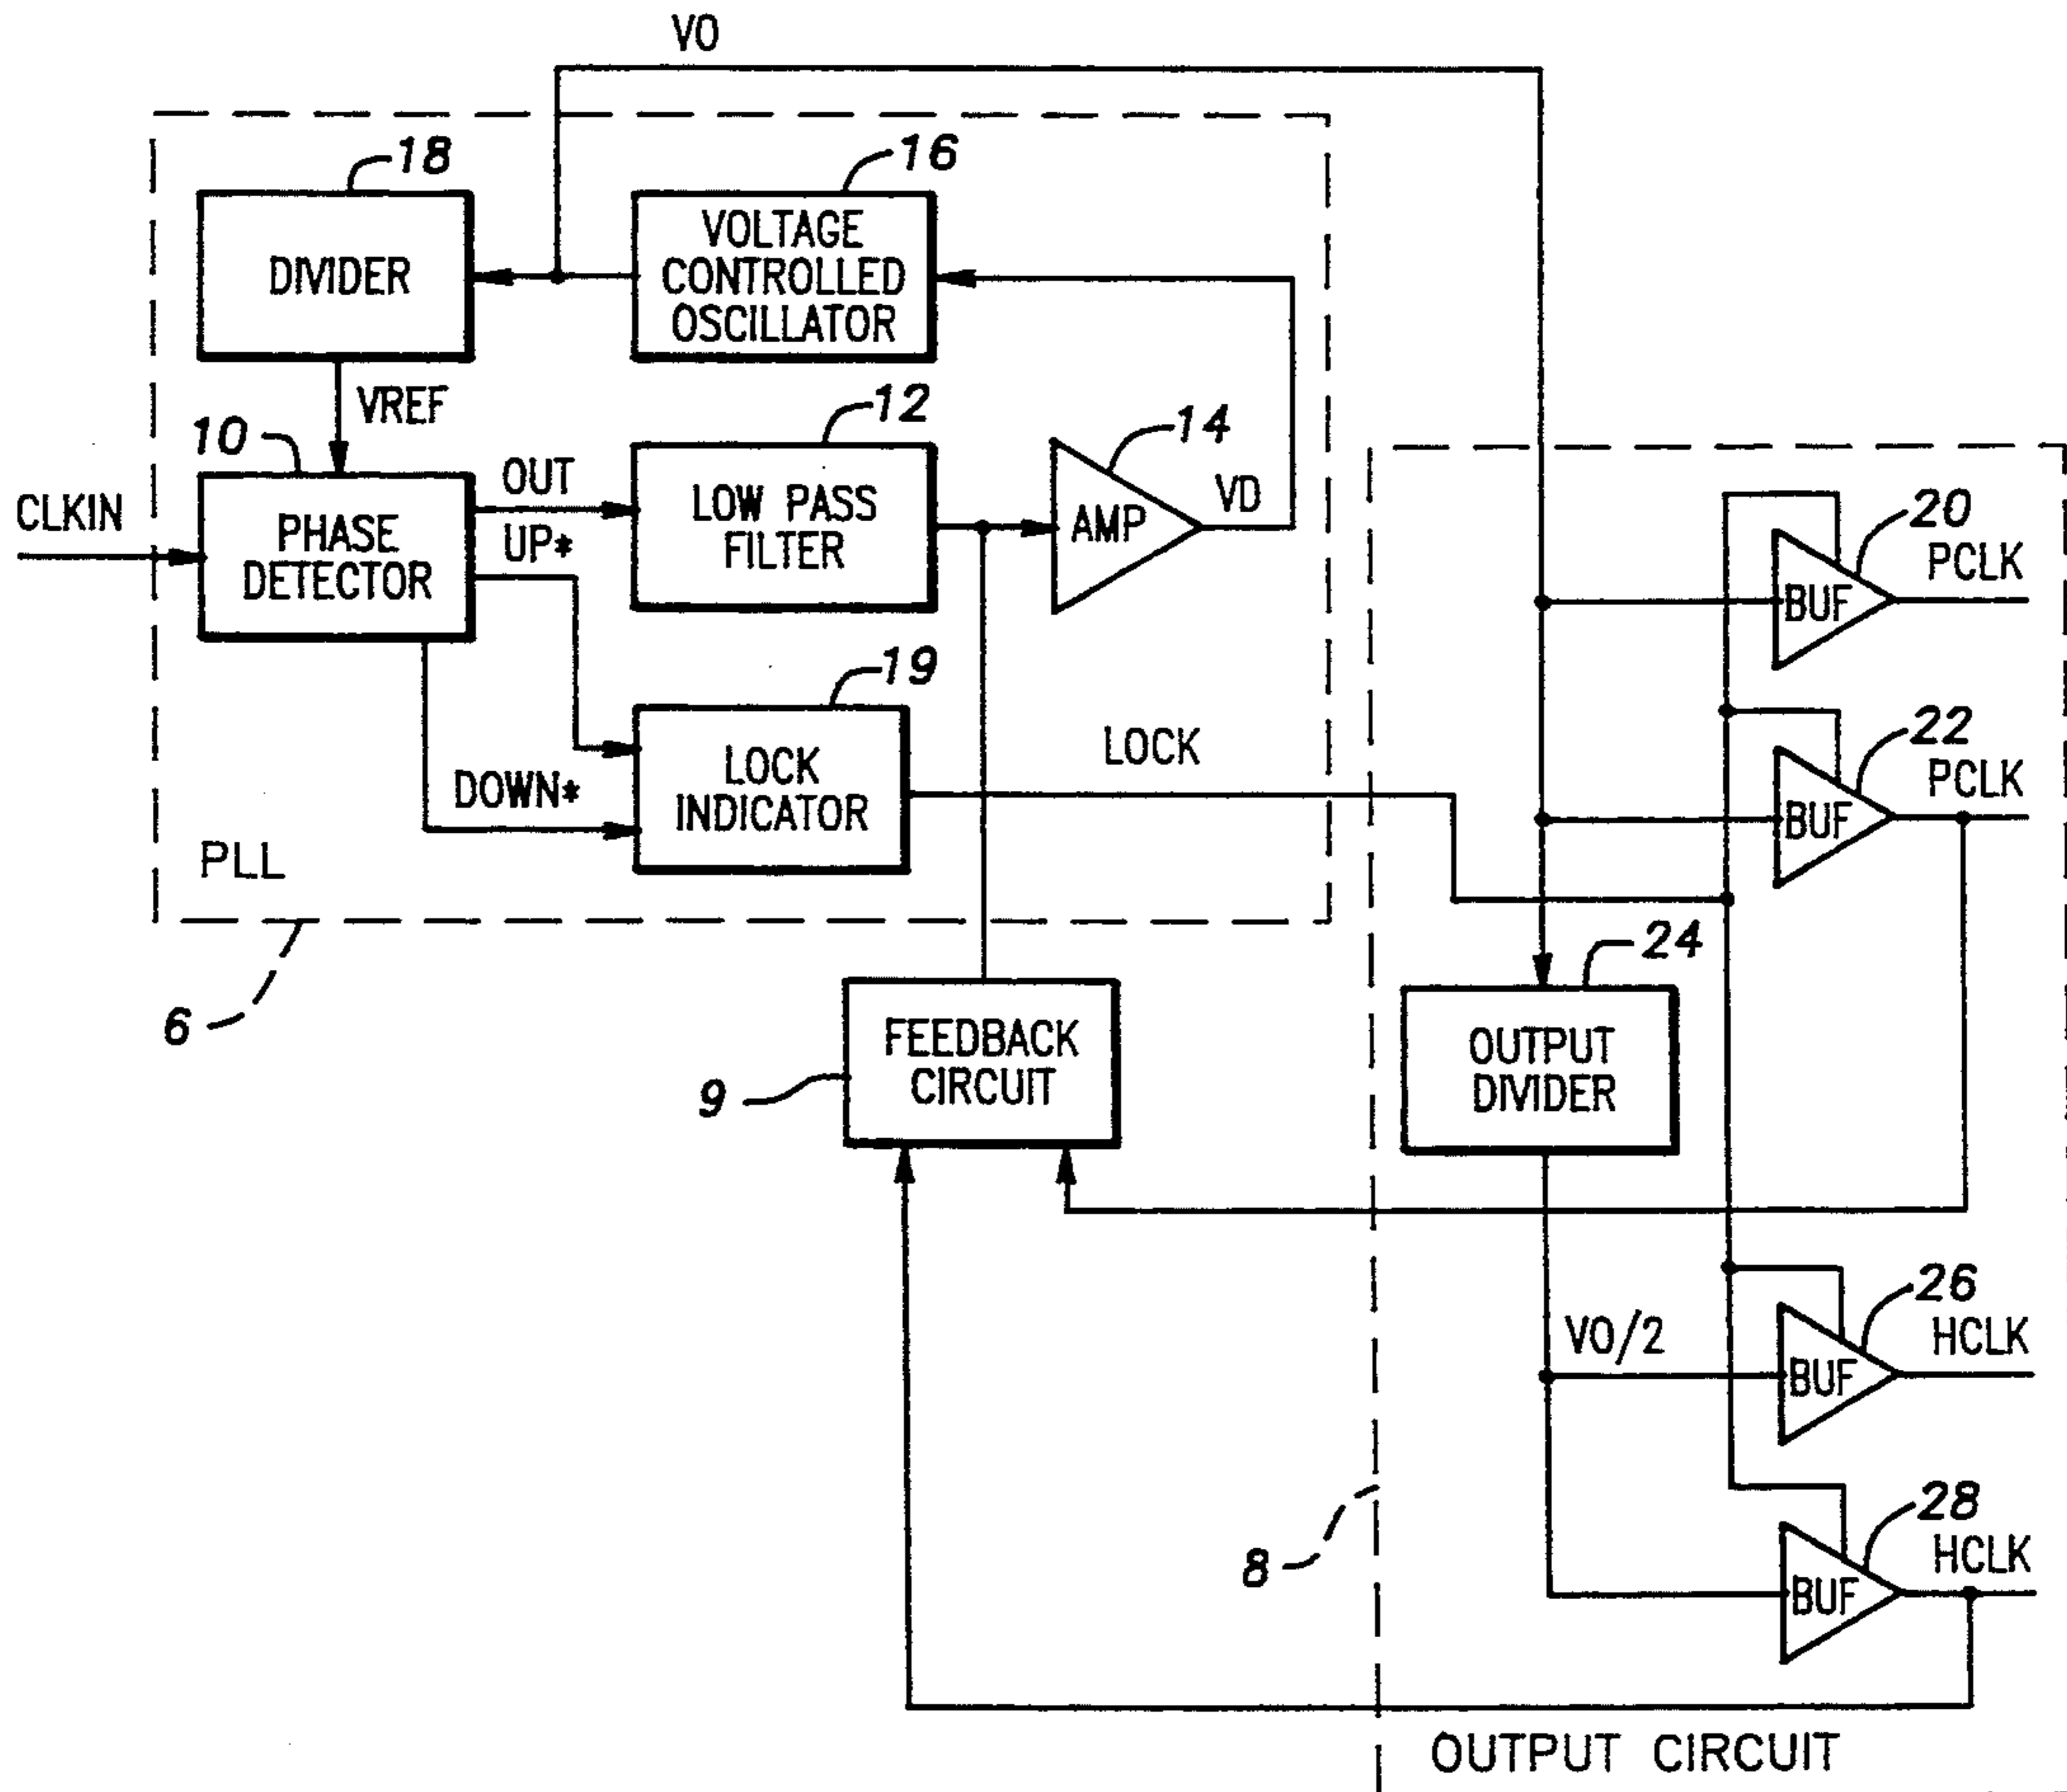 VO
18
16
DIVIDER
VOLTAGE
CONTROLLED
OSCILLATOR
VREF
12
14
10
CLKIN
PHASE
DETECTOR
OUT
UP*
LOW PASS
FILTER
AMP
VD
20
PCLK
BUF
19
LOCK
INDICATOR
LOCK
DOWN*
22
PCLK
BUF
PLL
6
24
FEEDBACK
CIRCUIT
9
OUTPUT
DIVIDER
26
HCLK
VO/2
BUF
28
HCLK
BUF
8
OUTPUT CIRCUIT